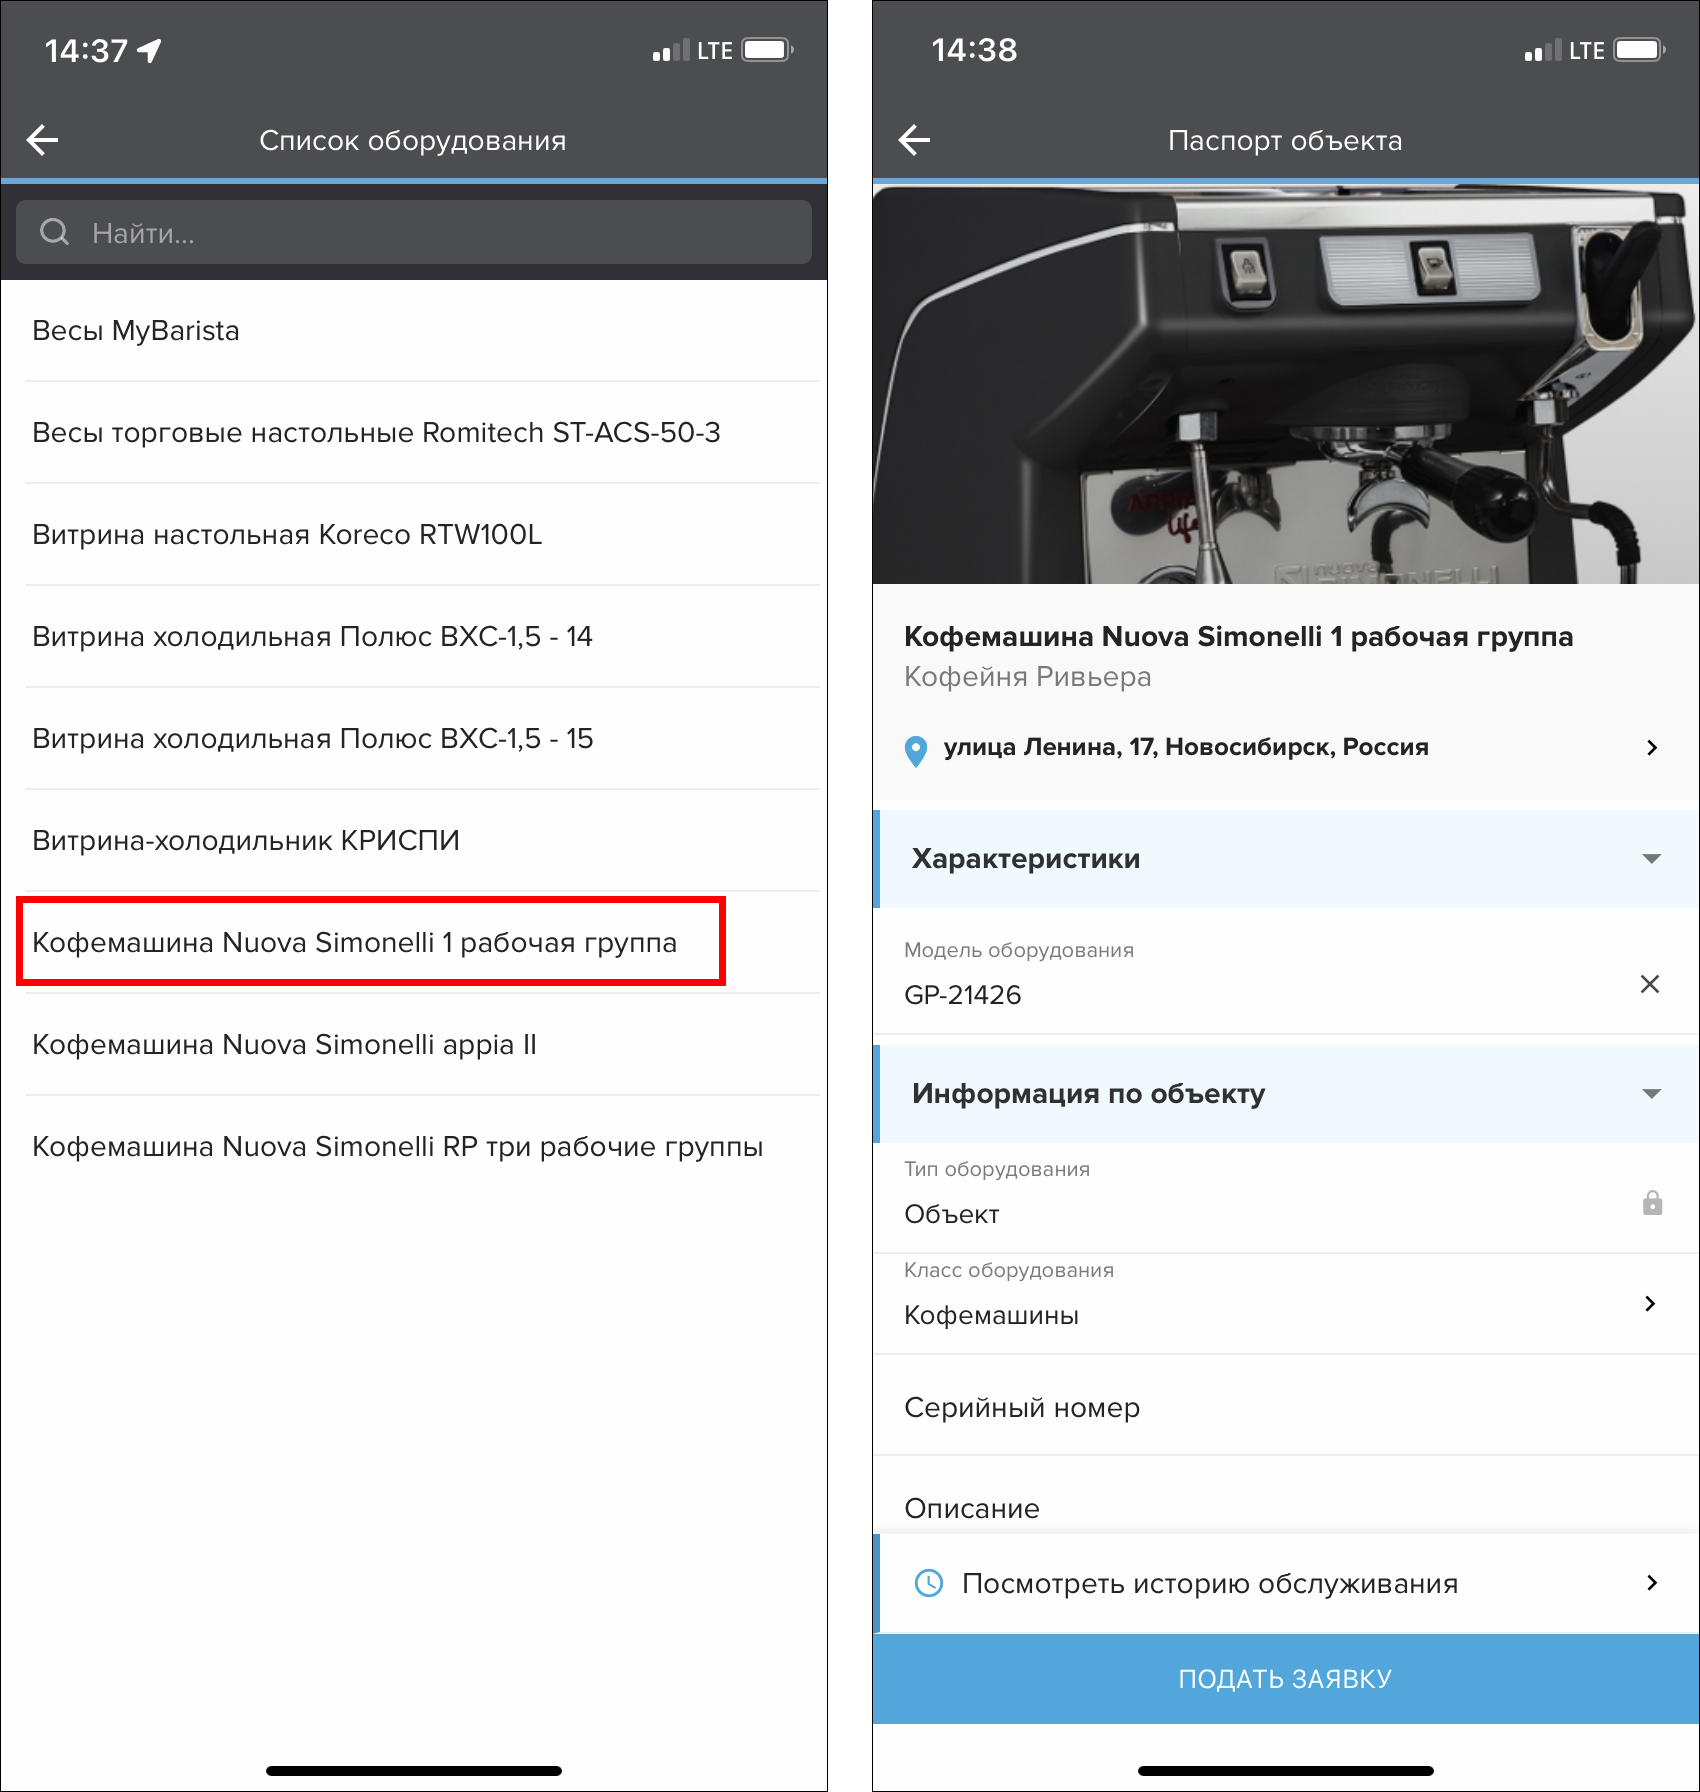 14:37
LTE
Список оборудования
Найти...
Весы MyBarista
Весы торговые настольные Romitech ST-ACS-50-3
Витрина настольная Koreco RTW100L
Витрина холодильная Полюс ВХС-1,5 - 14
Витрина холодильная Полюс ВХС-1,5 - 15
Витрина-холодильник КРИСПИ
Кофемашина Nuova Simonelli 1 рабочая группа
Кофемашина Nuova Simonelli appia II
Кофемашина Nuova Simonelli RP три рабочие группы
14:38
LTE
Паспорт объекта
APPIA
life
nuova
SIMONELLI
Кофемашина Nuova Simonelli 1 рабочая группа
Кофейня Ривьера
улица Ленина, 17, Новосибирск, Россия
Характеристики
Модель оборудования
GP-21426
Информация по объекту
Тип оборудования
Объект
Класс оборудования
Кофемашины
Серийный номер
Описание
Посмотреть историю обслуживания
ПОДАТЬ ЗАЯВКУ